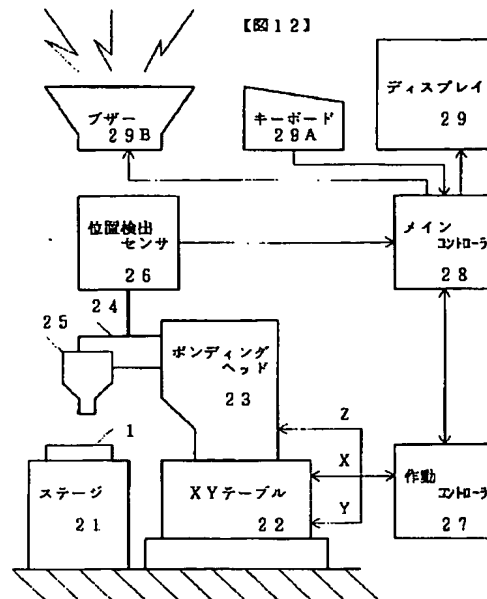 【図12】
ブザー
29B
キーボード
29A
ディスプレイ
29
位置検出
センサ
26
メイン
コントローラ
28
24
25
ボンディング
ヘッド
23
Z
X
Y
1
ステージ
21
XYテーブル
22
作動
コントローラ
27